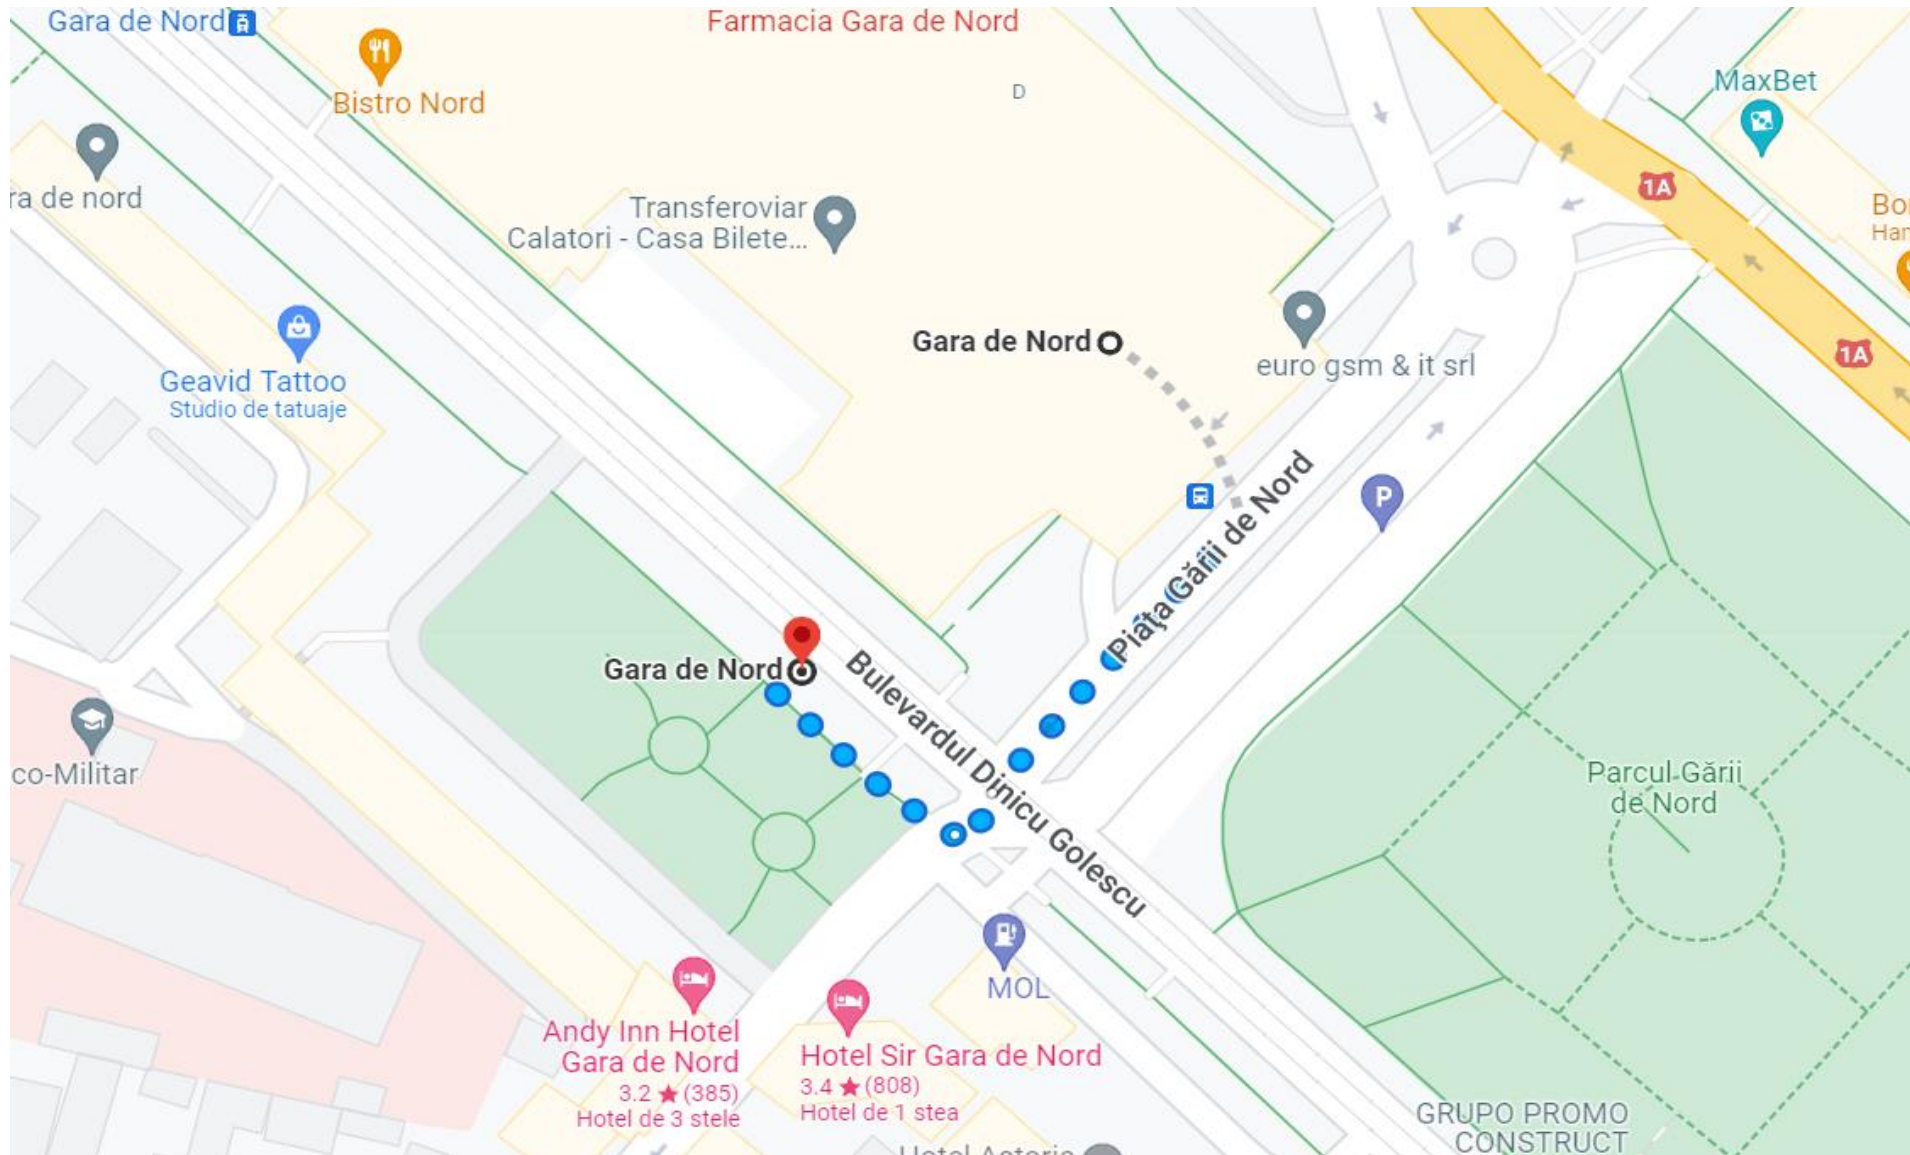 Gara de Nord
Farmacia Gara de Nord
Bistro Nord
D
MaxBet
1A
ra de nord
Transferoviar
Calatori - Casa Bilete...
Bo
Han
Gara de Nord
euro gsm & it srl
1A
Geavid Tattoo
Studio de tatuaje
P
Piața Gării de Nord
Gara de Nord
Bulevardul Dinicu Golescu
co-Militar
Parcul Gării
de Nord
MOL
Andy Inn Hotel
Gara de Nord
3.2 ★ (385)
Hotel de 3 stele
Hotel Sir Gara de Nord
3.4 ★ (808)
Hotel de 1 stea
GRUPO PROMO
CONSTRUCT
Hotel Astoria